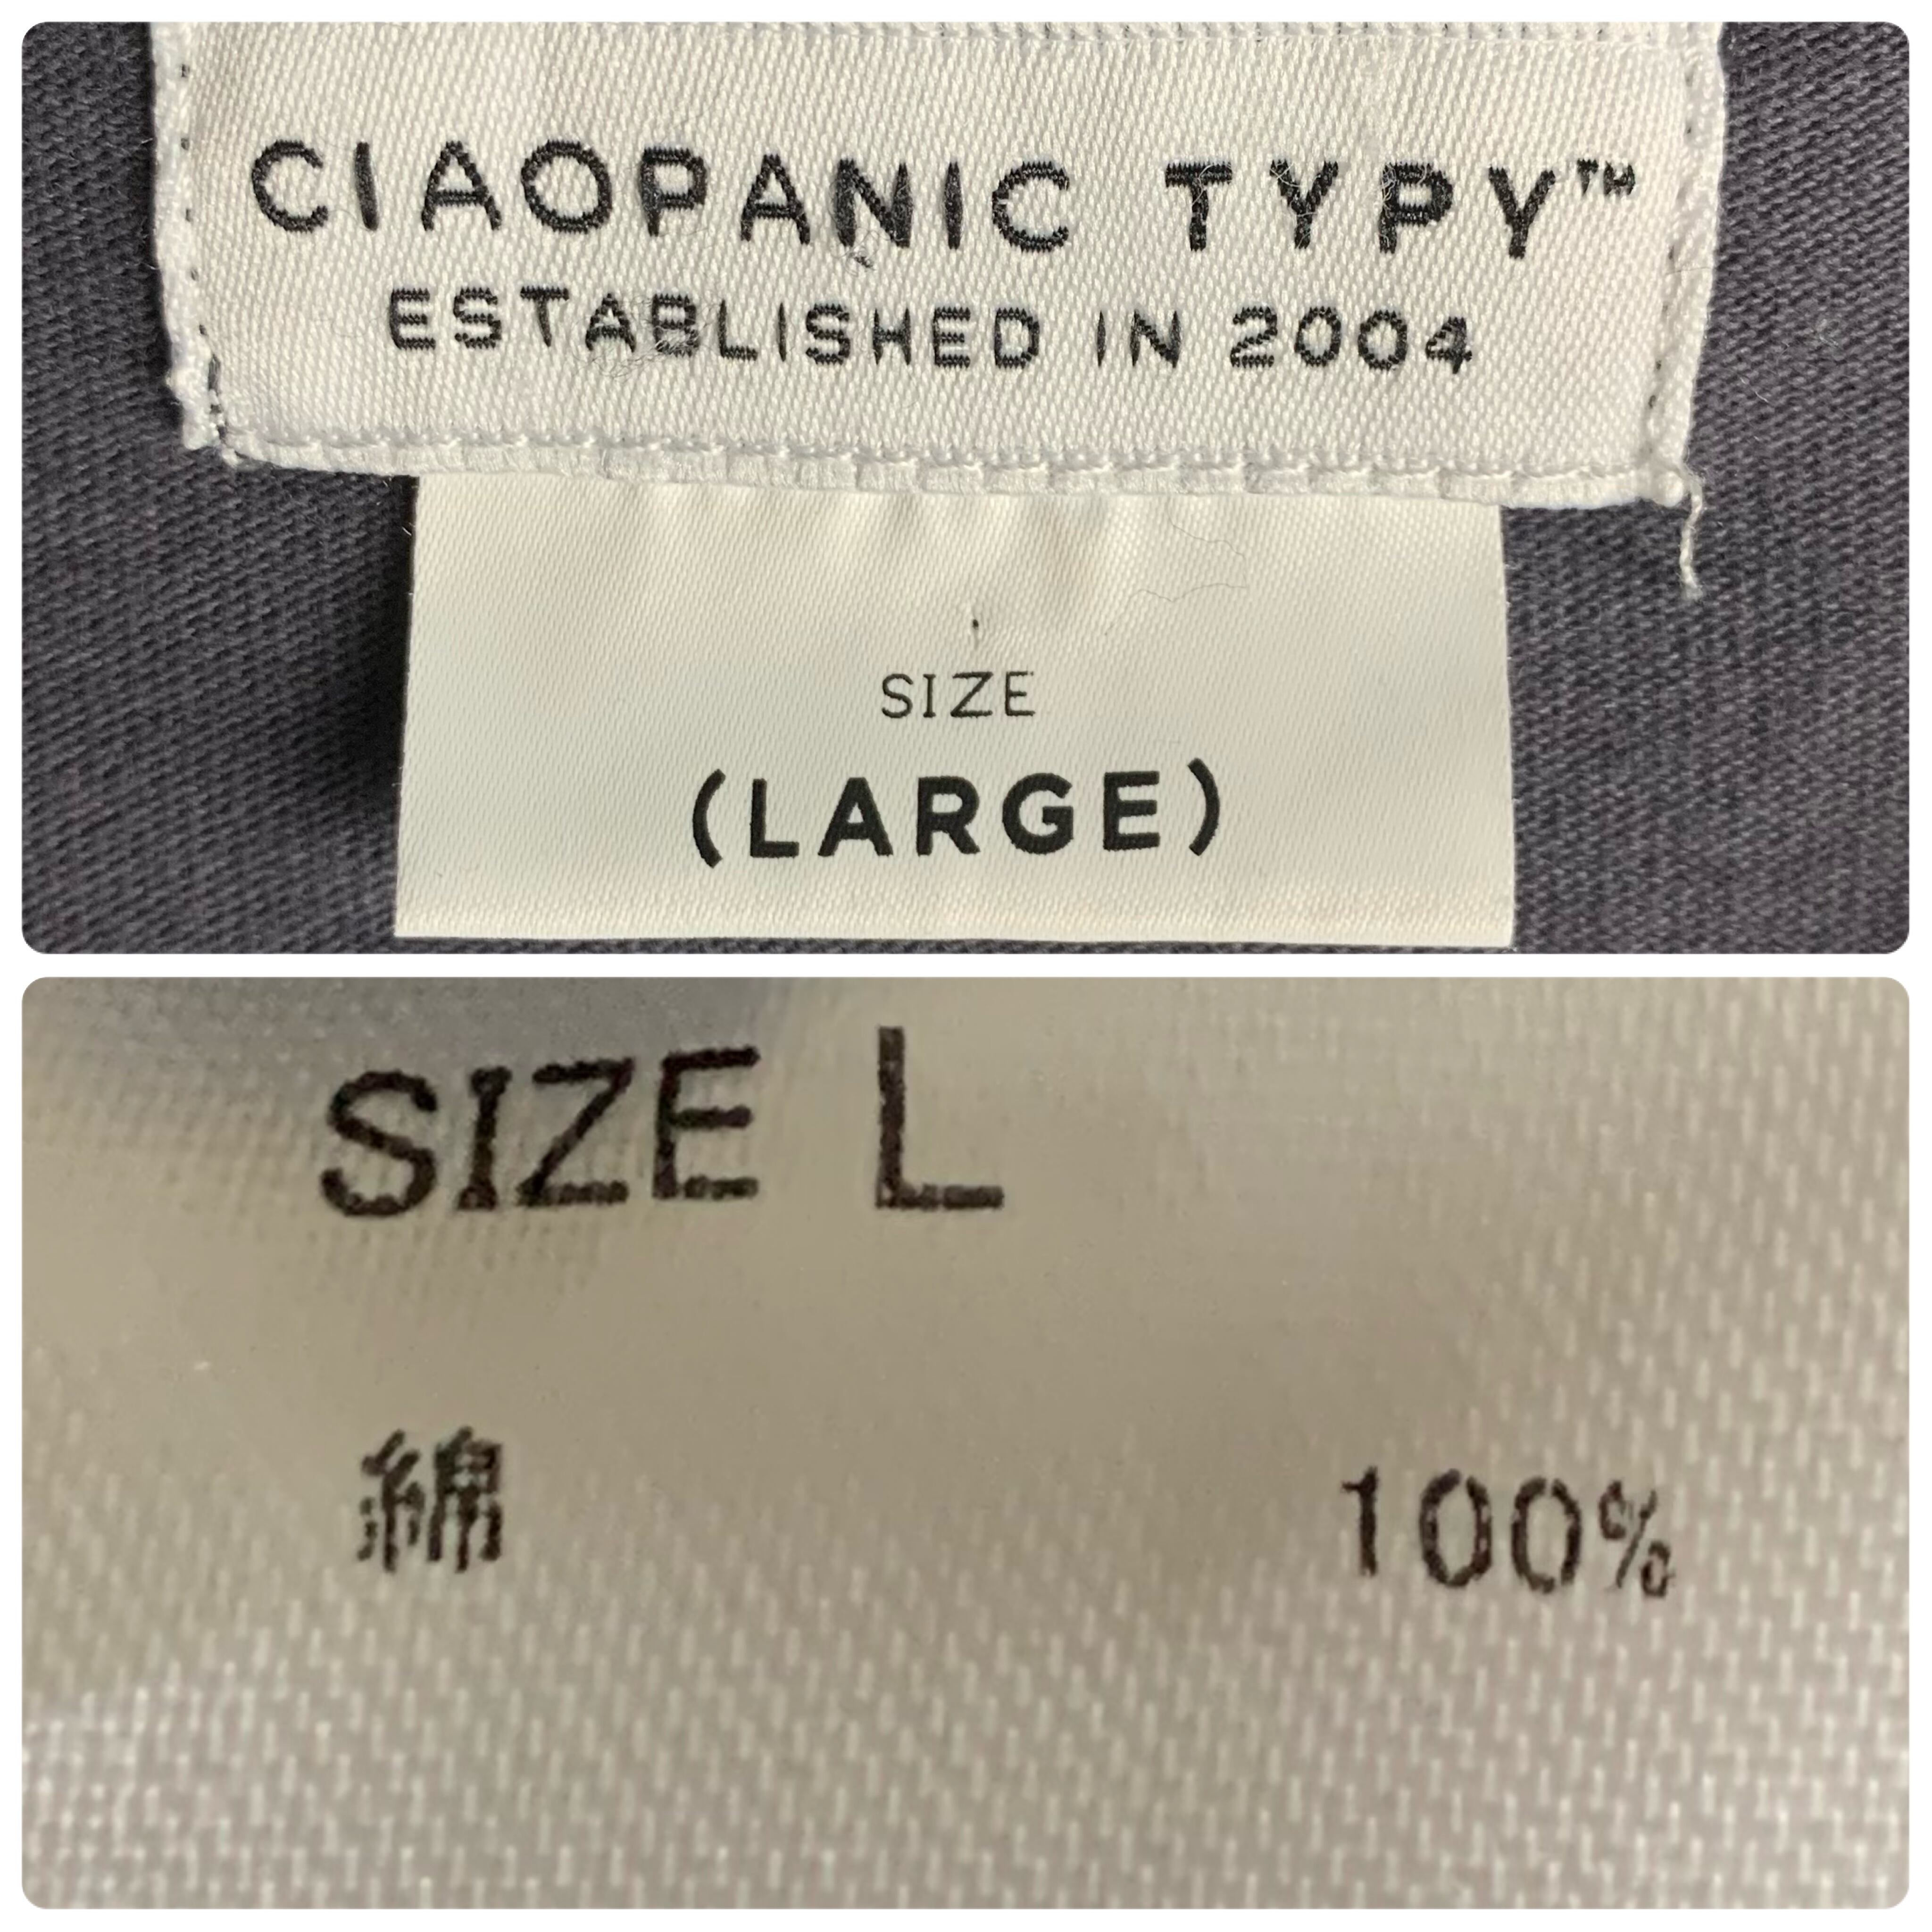 CIAOPANIC TYPY™
ESTABLISHED IN 2004
SIZE
(LARGE)
SIZE L
綿 100%